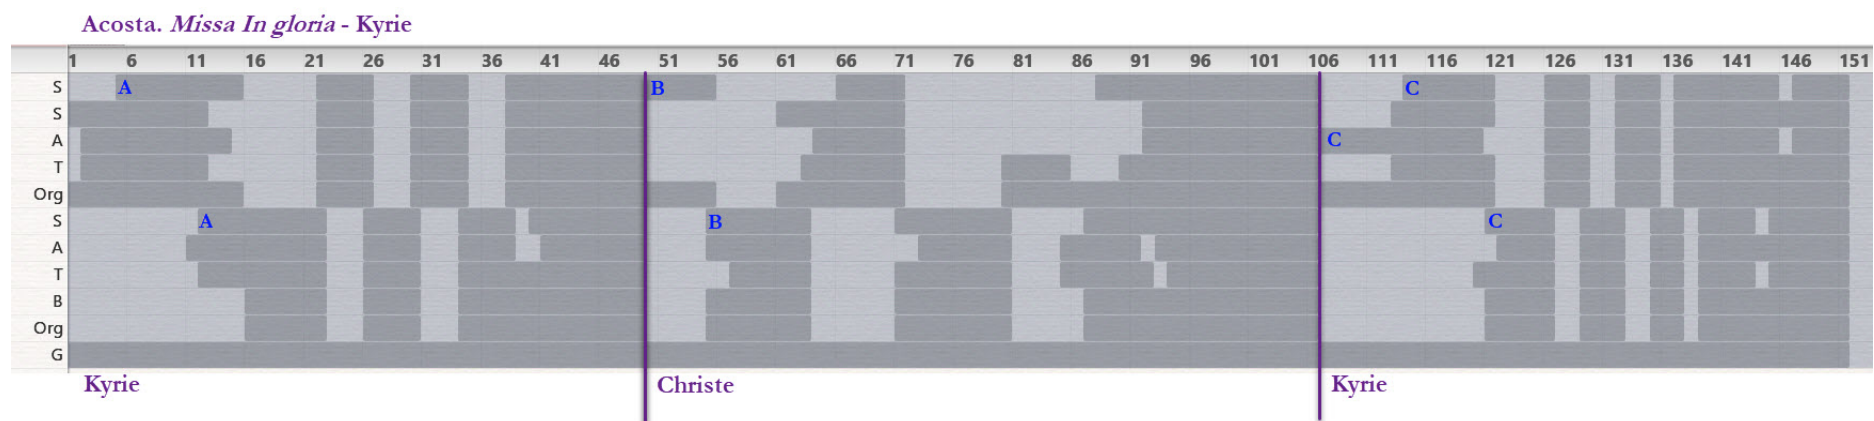 Acosta. Missa In gloria - Kyrie
1 6 11 16 21 26 31 36 41 46 51 56 61 66 71 76 81 86 91 96 101 106 111 116 121 126 131 136 141 146 151
S A B C
S
A C
T
Org
S A B C
A
T
B
Org
G
Kyrie Christe Kyrie